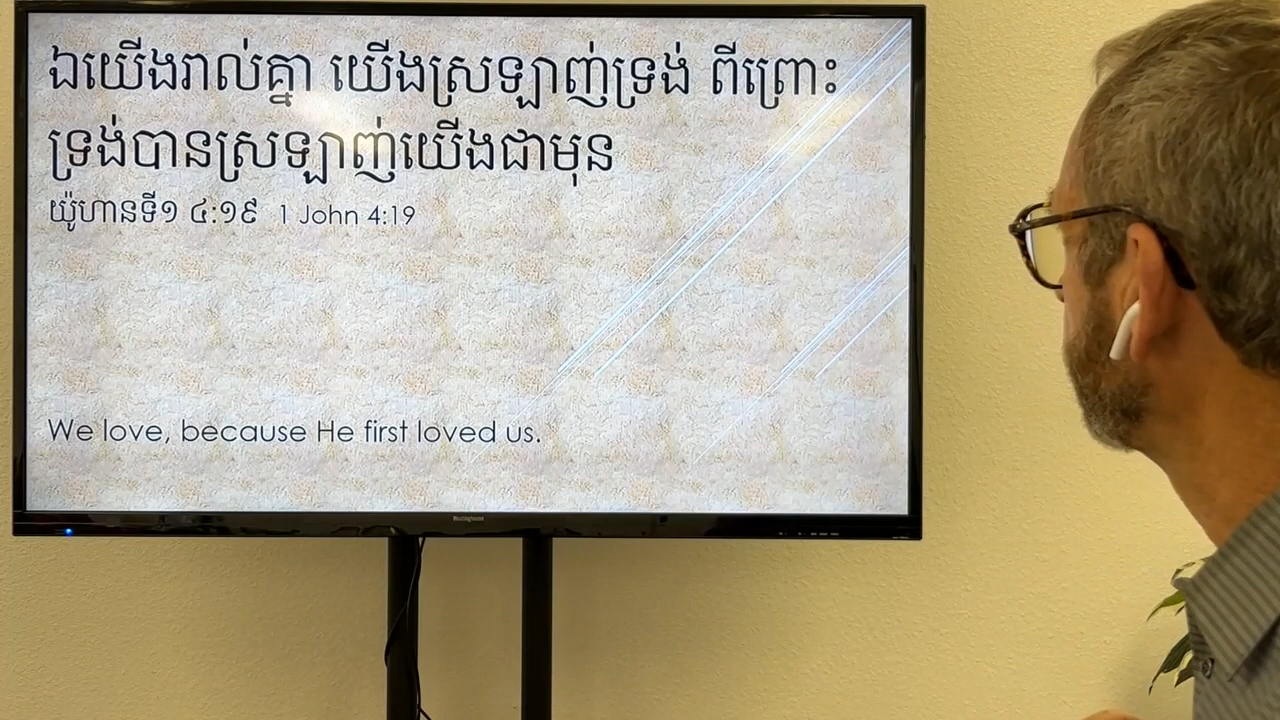 ឯយើងរាល់គ្នា យើងស្រឡាញ់ទ្រង់ ពីព្រោះ
ទ្រង់បានស្រឡាញ់យើងជាមុន
យ៉ូហានទី១ ៤:១៩ 1 John 4:19
We love, because He first loved us.
Westinghouse